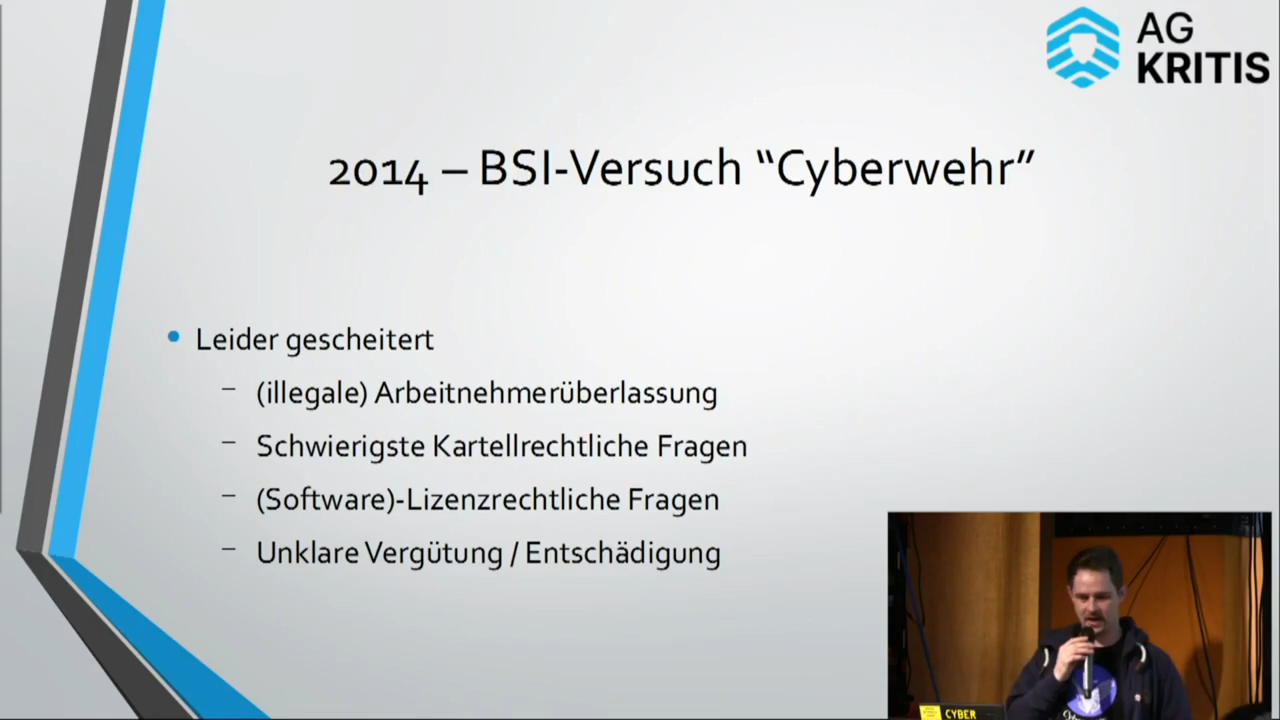 AG
KRITIS
2014 – BSI-Versuch “Cyberwehr”
Leider gescheitert
(illegale) Arbeitnehmerüberlassung
Schwierigste Kartellrechtliche Fragen
(Software)-Lizenzrechtliche Fragen
Unklare Vergütung / Entschädigung
CYBER